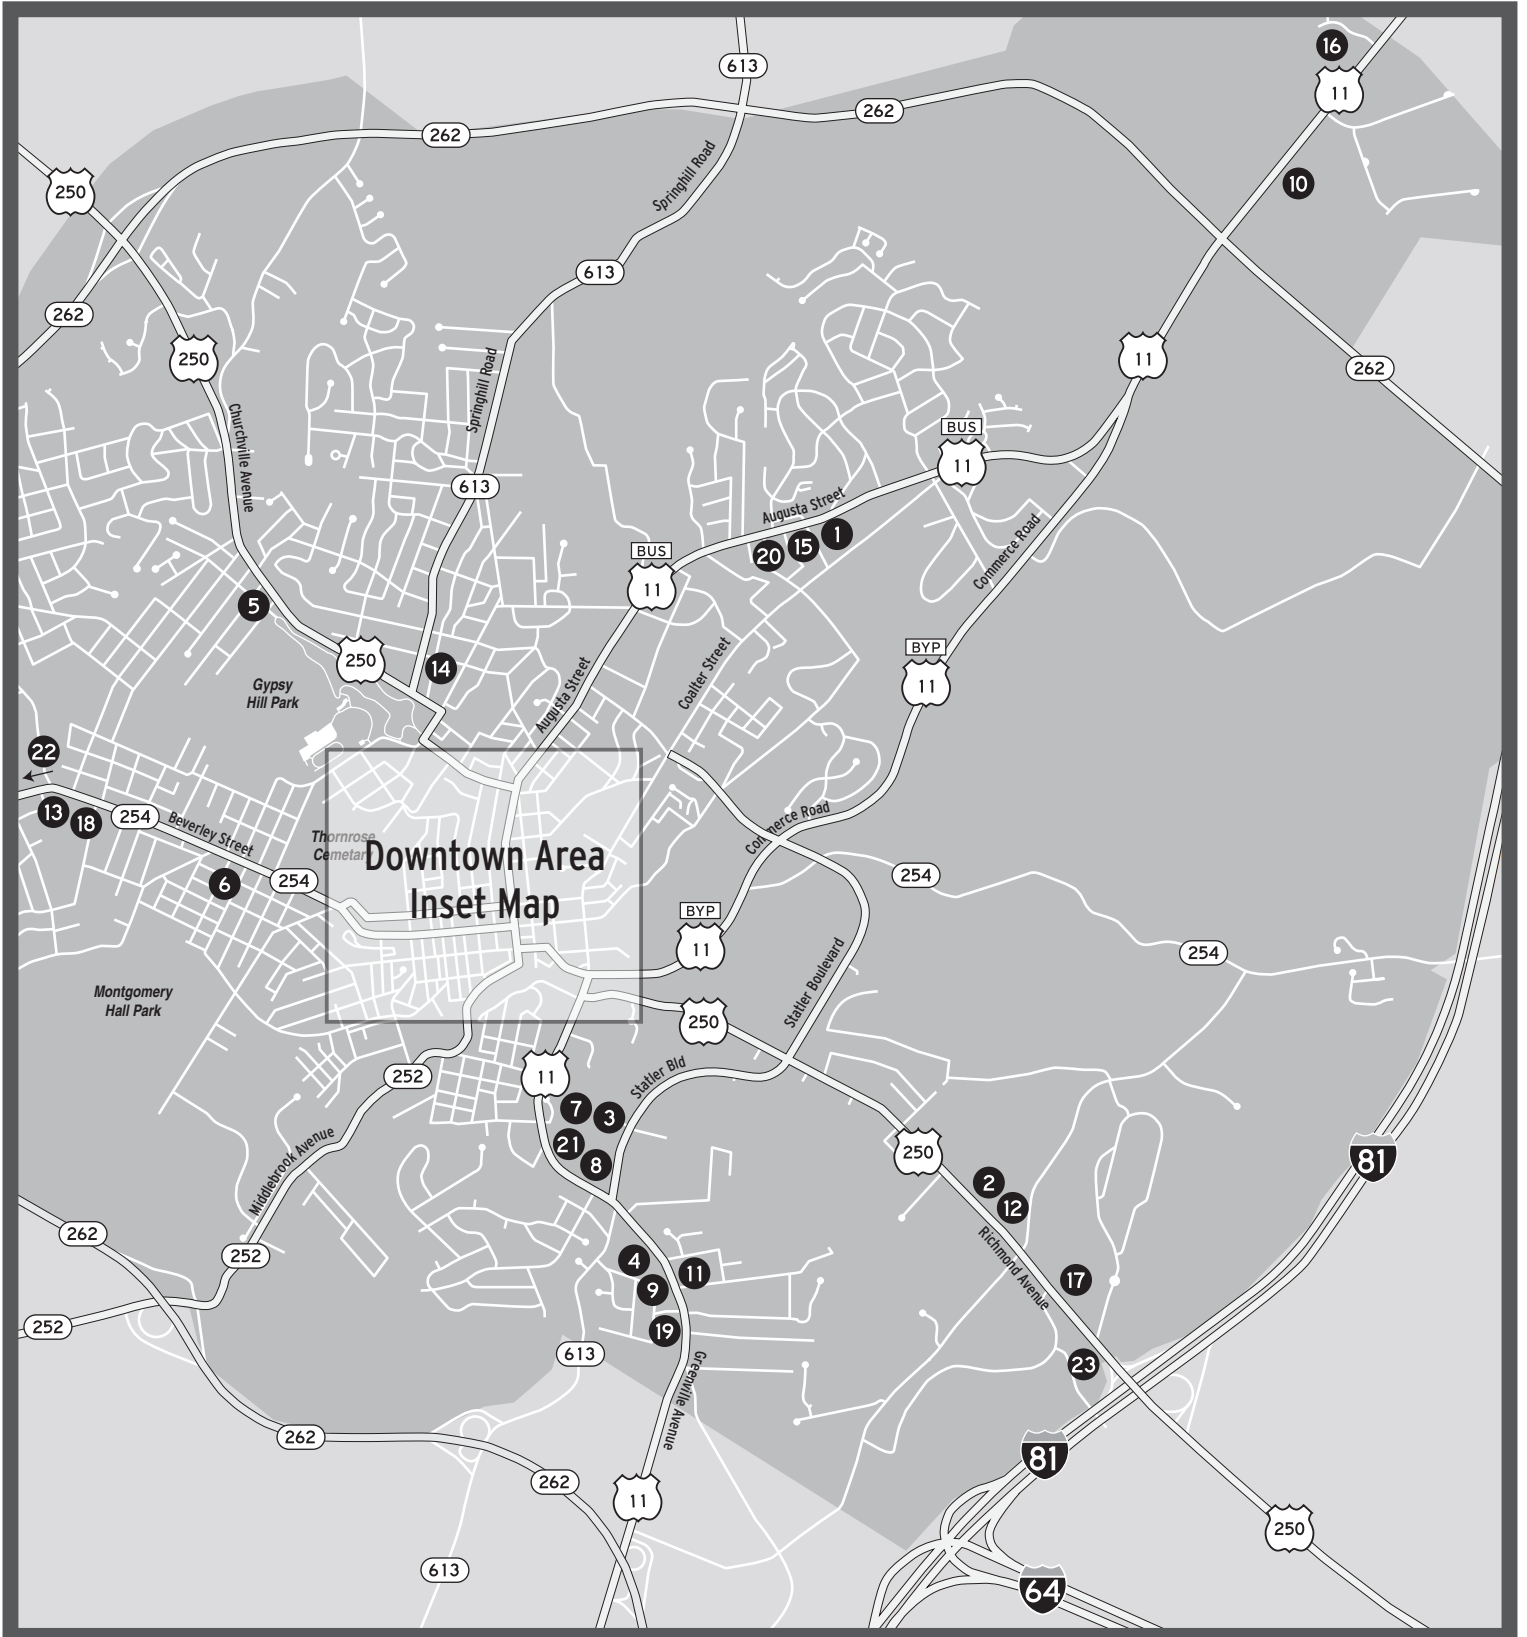 613
16
11
262
262
Springhill Road
10
250
613
262
250
11
262
Springhill Road
Churchville Avenue
BUS
11
613
Augusta Street
1
15
20
BUS
11
Commerce Road
5
BYP
11
250
14
Coalter Street
Augusta Street
Gypsy
Hill Park
22
13
18
254
Beverley Street
Thornrose
Cemetary
Downtown Area
Inset Map
Commerce Road
254
6
254
BYP
11
254
Statler Boulevard
Montgomery
Hall Park
250
252
11
Statler Bld
7
3
21
8
250
81
Middlebrook Avenue
2
12
262
252
4
11
9
Richmond Avenue
17
252
19
613
23
Greenville Avenue
262
81
262
11
250
613
64